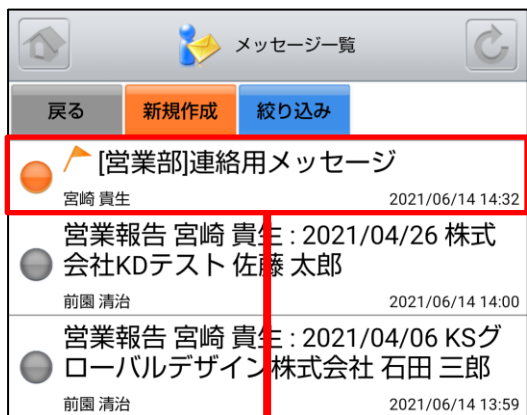 メッセージ一覧
戻る
新規作成
絞り込み
[営業部]連絡用メッセージ
宮崎 貴生
2021/06/14 14:32
営業報告 宮崎 貴生 : 2021/04/26 株式
会社KDテスト 佐藤 太郎
前園 清治
2021/06/14 14:00
営業報告 宮崎 貴生 : 2021/04/06 KSグ
ローバルデザイン株式会社 石田 三郎
前園 清治
2021/06/14 13:59